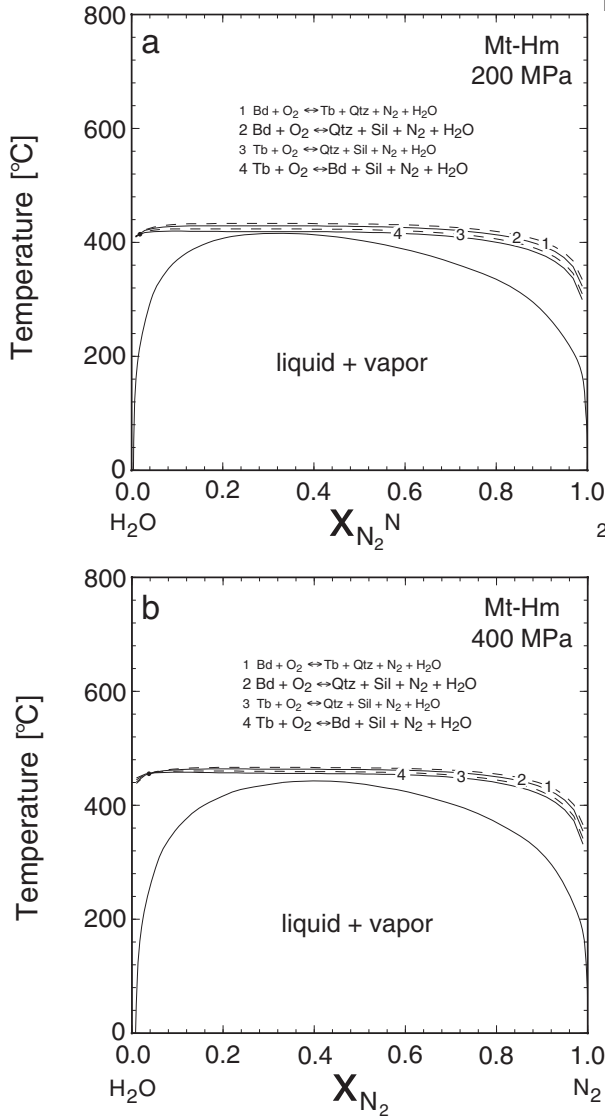 800
a
Mt-Hm
200 MPa
1 Bd + O₂ ↔ Tb + Qtz + N₂ + H₂O
2 Bd + O₂ ↔ Qtz + Sil + N₂ + H₂O
3 Tb + O₂ ↔ Qtz + Sil + N₂ + H₂O
4 Tb + O₂ ↔ Bd + Sil + N₂ + H₂O
600
400
200
0
Temperature [°C]
4 3 2 1
liquid + vapor
0.0 0.2 0.4 0.6 0.8 1.0
H₂O X N₂ N 2
800
b
Mt-Hm
400 MPa
1 Bd + O₂ ↔ Tb + Qtz + N₂ + H₂O
2 Bd + O₂ ↔ Qtz + Sil + N₂ + H₂O
3 Tb + O₂ ↔ Qtz + Sil + N₂ + H₂O
4 Tb + O₂ ↔ Bd + Sil + N₂ + H₂O
600
400
200
0
Temperature [°C]
4 3 2 1
liquid + vapor
0.0 0.2 0.4 0.6 0.8 1.0
H₂O X N₂ N₂